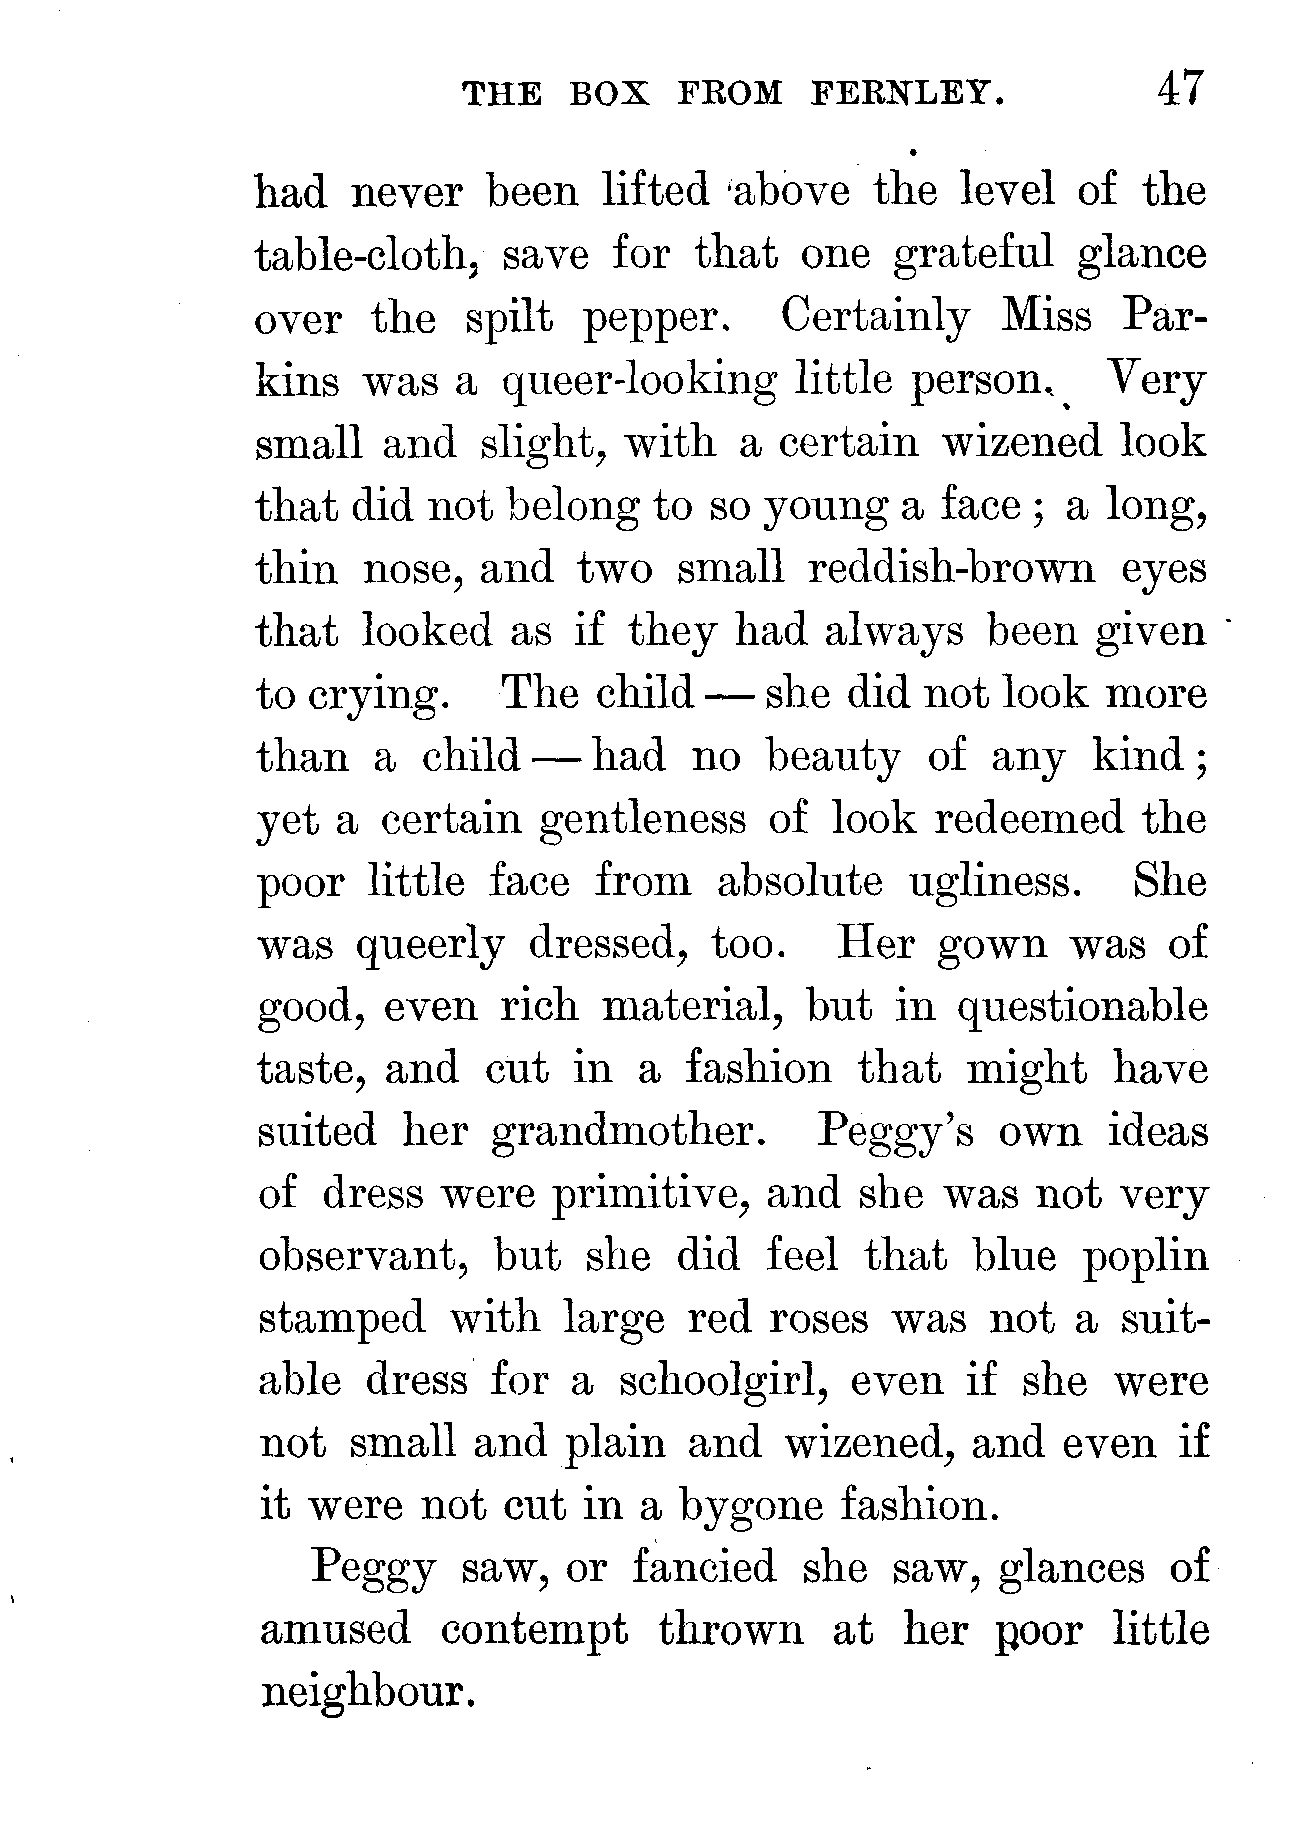 THE BOX FROM FERNLEY. 47
had never been lifted above the level of the
table-cloth, save for that one grateful glance
over the spilt pepper. Certainly Miss Par-
kins was a queer-looking little person. Very
small and slight, with a certain wizened look
that did not belong to so young a face ; a long,
thin nose, and two small reddish-brown eyes
that looked as if they had always been given
to crying. The child — she did not look more
than a child — had no beauty of any kind ;
yet a certain gentleness of look redeemed the
poor little face from absolute ugliness. She
was queerly dressed, too. Her gown was of
good, even rich material, but in questionable
taste, and cut in a fashion that might have
suited her grandmother. Peggy's own ideas
of dress were primitive, and she was not very
observant, but she did feel that blue poplin
stamped with large red roses was not a suit-
able dress for a schoolgirl, even if she were
not small and plain and wizened, and even if
it were not cut in a bygone fashion.
Peggy saw, or fancied she saw, glances of
amused contempt thrown at her poor little
neighbour.